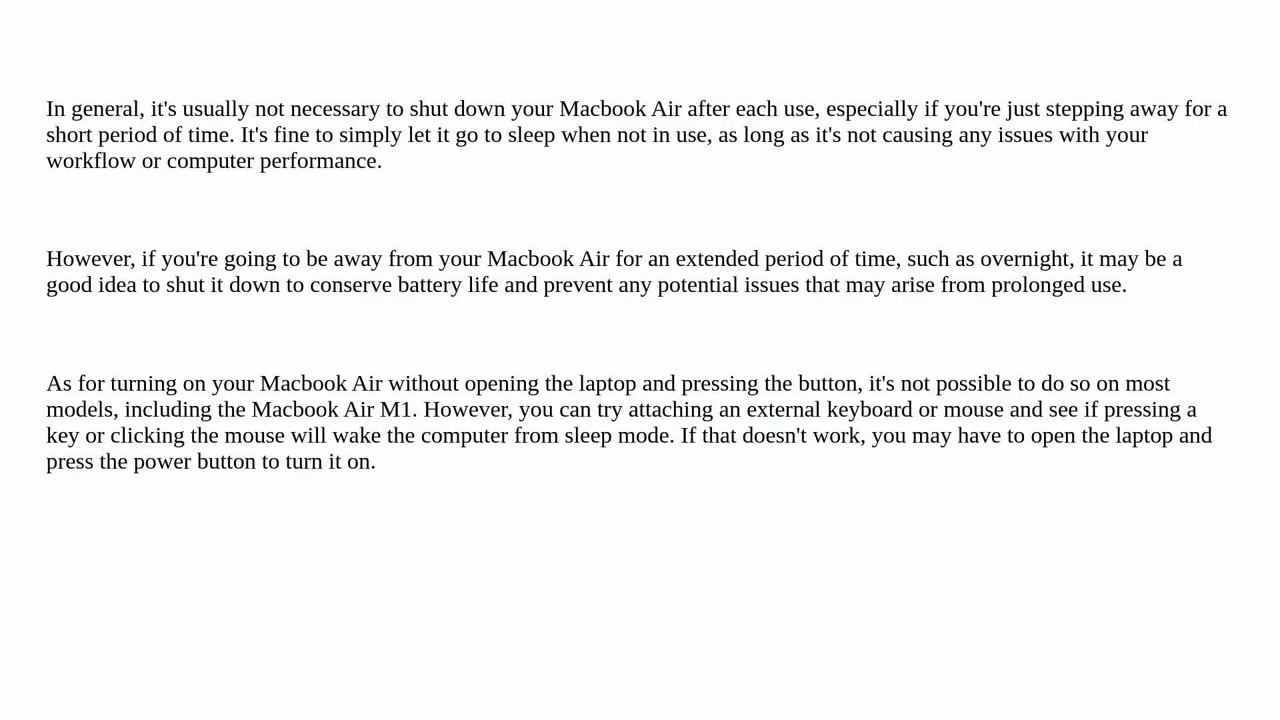 In general, it's usually not necessary to shut down your Macbook Air after each use, especially if you're just stepping away for a
short period of time. It's fine to simply let it go to sleep when not in use, as long as it's not causing any issues with your
workflow or computer performance.
However, if you're going to be away from your Macbook Air for an extended period of time, such as overnight, it may be a
good idea to shut it down to conserve battery life and prevent any potential issues that may arise from prolonged use.
As for turning on your Macbook Air without opening the laptop and pressing the button, it's not possible to do so on most
models, including the Macbook Air M1. However, you can try attaching an external keyboard or mouse and see if pressing a
key or clicking the mouse will wake the computer from sleep mode. If that doesn't work, you may have to open the laptop and
press the power button to turn it on.